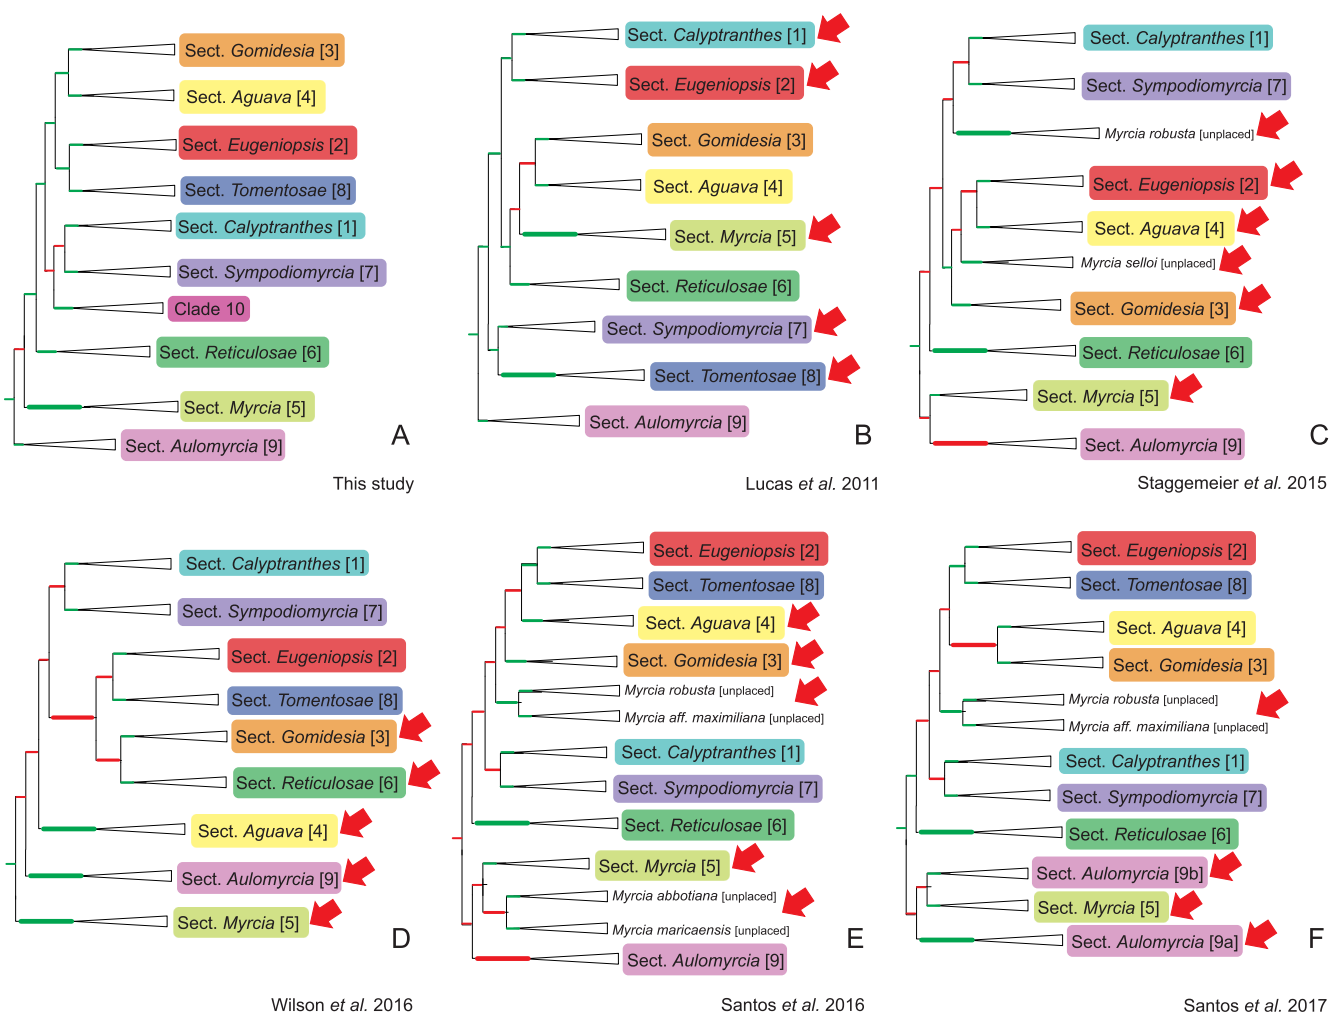 Sect. Gomidesia [3]
Sect. Aguava [4]
Sect. Eugeniopsis [2]
Sect. Tomentosae [8]
Sect. Calyptranthes [1]
Sect. Sympodiomyrcia [7]
Clade 10
Sect. Reticulosae [6]
Sect. Myrcia [5]
Sect. Aulomyrcia [9]
A
This study
Sect. Calyptranthes [1]
Sect. Eugeniopsis [2]
Sect. Gomidesia [3]
Sect. Aguava [4]
Sect. Myrcia [5]
Sect. Reticulosae [6]
Sect. Sympodiomyrcia [7]
Sect. Tomentosae [8]
Sect. Aulomyrcia [9]
B
Lucas et al. 2011
Sect. Calyptranthes [1]
Sect. Sympodiomyrcia [7]
Myrcia robusta [unplaced]
Sect. Eugeniopsis [2]
Sect. Aguava [4]
Myrcia selloi [unplaced]
Sect. Gomidesia [3]
Sect. Reticulosae [6]
Sect. Myrcia [5]
Sect. Aulomyrcia [9]
C
Staggemeier et al. 2015
Sect. Calyptranthes [1]
Sect. Sympodiomyrcia [7]
Sect. Eugeniopsis [2]
Sect. Tomentosae [8]
Sect. Gomidesia [3]
Sect. Reticulosae [6]
Sect. Aguava [4]
Sect. Aulomyrcia [9]
Sect. Myrcia [5]
D
Wilson et al. 2016
Sect. Eugeniopsis [2]
Sect. Tomentosae [8]
Sect. Aguava [4]
Sect. Gomidesia [3]
Myrcia robusta [unplaced]
Myrcia aff. maximiliana [unplaced]
Sect. Calyptranthes [1]
Sect. Sympodiomyrcia [7]
Sect. Reticulosae [6]
Sect. Myrcia [5]
Myrcia abbotiana [unplaced]
Myrcia maricaensis [unplaced]
Sect. Aulomyrcia [9]
E
Santos et al. 2016
Sect. Eugeniopsis [2]
Sect. Tomentosae [8]
Sect. Aguava [4]
Sect. Gomidesia [3]
Myrcia robusta [unplaced]
Myrcia aff. maximiliana [unplaced]
Sect. Calyptranthes [1]
Sect. Sympodiomyrcia [7]
Sect. Reticulosae [6]
Sect. Aulomyrcia [9b]
Sect. Myrcia [5]
Sect. Aulomyrcia [9a]
F
Santos et al. 2017